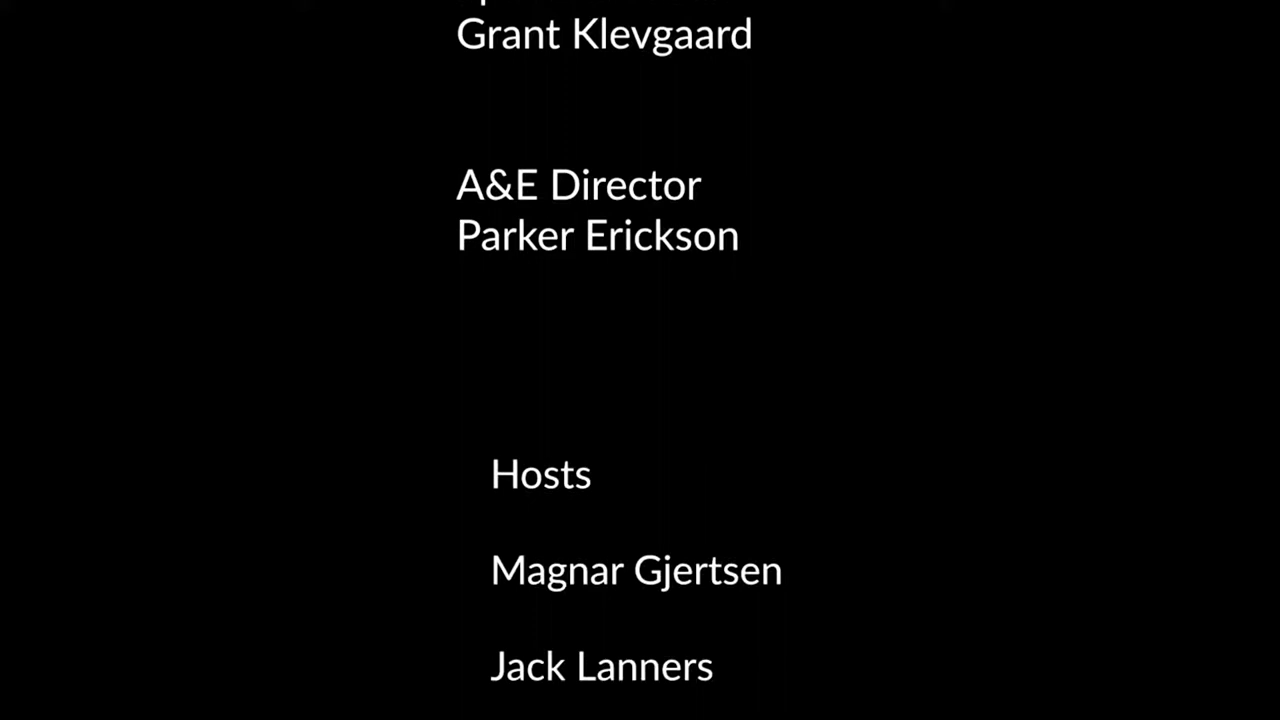 Grant Klevgaard
A&E Director
Parker Erickson
Hosts
Magnar Gjertsen
Jack Lanners